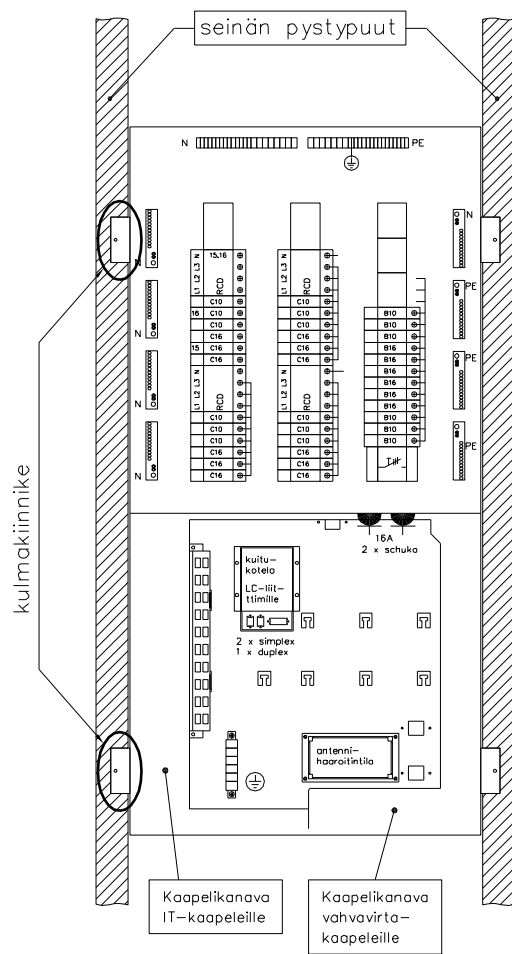 seinän pystypuut
N
PE
N
N
N
N
N
PE
PE
PE
kulmakiinnike
N 15.16
L1 L2 L3
RCD
C10
16 C10
C10
C16
15 C16
C16
L1 L2 L3 N
RCD
C10
C10
C10
C16
C16
C16
N
L1 L2 L3
RCD
C10
C10
C10
C16
C16
C16
L1 L2 L3 N
RCD
C10
C10
C10
C16
C16
C16
B10
B10
B10
B16
B16
B16
B16
B16
B16
B10
B10
B10
T
16A
2 x schuko
kuitu-
kotelo
LC-liit-
timille
2 x simplex
1 x duplex
antenni-
haaroitintila
Kaapelikanava
IT-kaapeleille
Kaapelikanava
vahvavirta-
kaapeleille